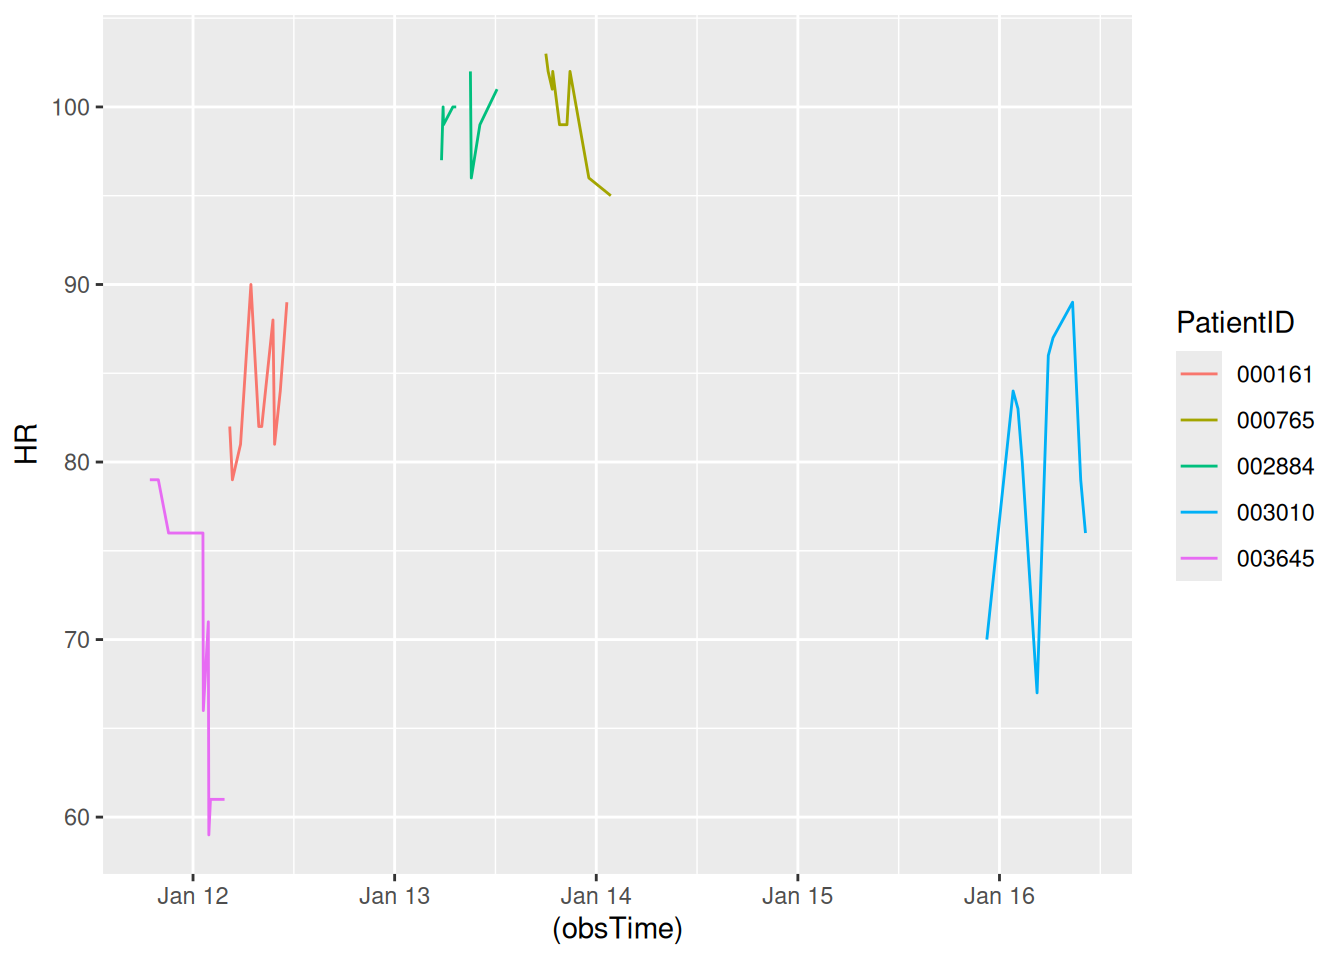 HR
100
90
80
70
60
Jan 12
Jan 13
Jan 14
Jan 15
Jan 16
(obsTime)
PatientID
000161
000765
002884
003010
003645